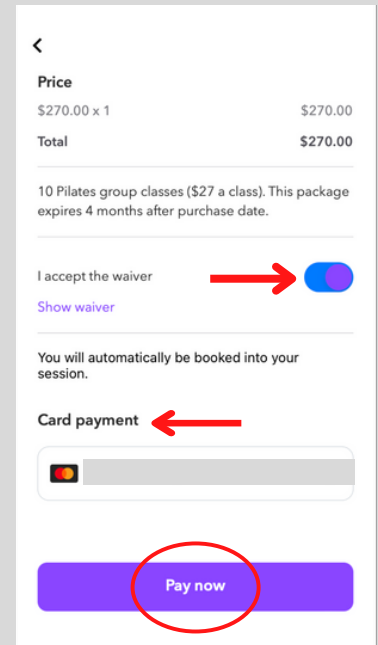 Price
$270.00 x 1 $270.00
Total $270.00
10 Pilates group classes ($27 a class). This package
expires 4 months after purchase date.
I accept the waiver
Show waiver
You will automatically be booked into your
session.
Card payment
Pay now